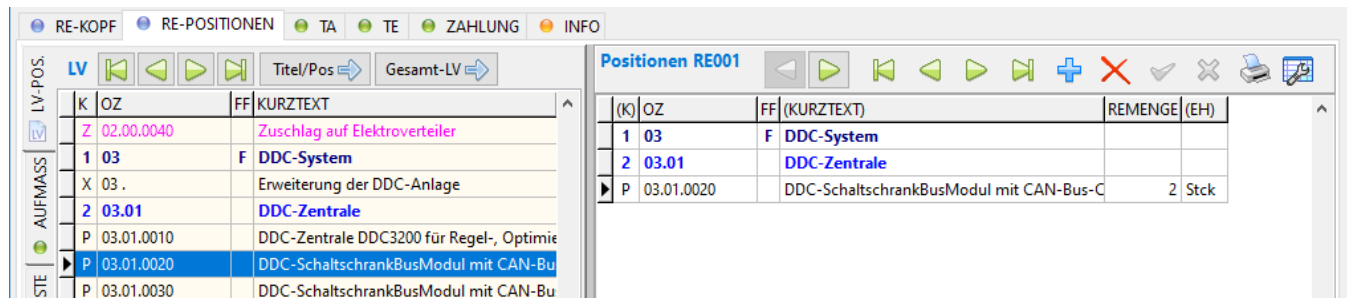 RE-KOPF RE-POSITIONEN TA TE ZAHLUNG INFO
LV-POS.
LV
AUFMASS
LV Titel/Pos Gesamt-LV
K OZ FF KURZTEXT
Z 02.00.0040 Zuschlag auf Elektroverteiler
1 03 F DDC-System
X 03 . Erweiterung der DDC-Anlage
2 03.01 DDC-Zentrale
P 03.01.0010 DDC-Zentrale DDC3200 für Regel-, Optimie
P 03.01.0020 DDC-SchaltschrankBusModul mit CAN-Bu
P 03.01.0030 DDC-SchaltschrankBusModul mit CAN-Bu
Positionen RE001
(K) OZ FF (KURZTEXT) REMENGE (EH)
1 03 F DDC-System
2 03.01 DDC-Zentrale
P 03.01.0020 DDC-SchaltschrankBusModul mit CAN-Bus-C 2 Stck